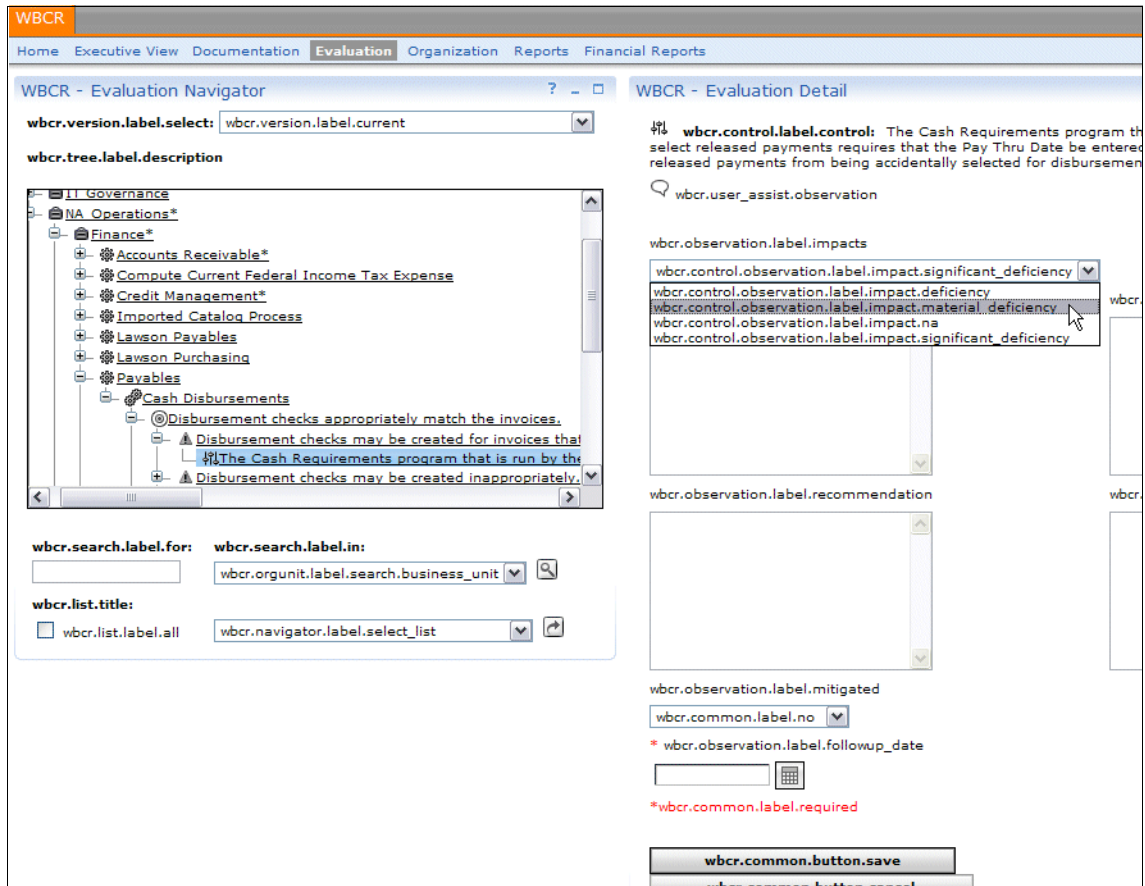 WBCR
Home Executive View Documentation Evaluation Organization Reports Financial Reports
WBCR - Evaluation Navigator
wbcr.version.label.select: wbcr.version.label.current
wbcr.tree.label.description
IT Governance
NA Operations*
Finance*
Accounts Receivable*
Compute Current Federal Income Tax Expense
Credit Management*
Imported Catalog Process
Lawson Payables
Lawson Purchasing
Payables
Cash Disbursements
Disbursement checks appropriately match the invoices.
Disbursement checks may be created for invoices that
The Cash Requirements program that is run by the
Disbursement checks may be created inappropriately.
wbcr.search.label.for: wbcr.search.label.in:
wbcr.orgunit.label.search.business_unit
wbcr.list.title:
wbcr.list.label.all wbcr.navigator.label.select_list
WBCR - Evaluation Detail
wbcr.control.label.control: The Cash Requirements program th
select released payments requires that the Pay Thru Date be entered
released payments from being accidentally selected for disbursemen
wbcr.user_assist.observation
wbcr.observation.label.impacts
wbcr.control.observation.label.impact.significant_deficiency
wbcr.control.observation.label.impact.deficiency
wbcr.control.observation.label.impact.material_deficiency
wbcr.control.observation.label.impact.na
wbcr.control.observation.label.impact.significant_deficiency
wbcr.
wbcr.observation.label.recommendation wbcr.
wbcr.observation.label.mitigated
wbcr.common.label.no
* wbcr.observation.label.followup_date
*wbcr.common.label.required
wbcr.common.button.save
wbcr.common.button.cancel